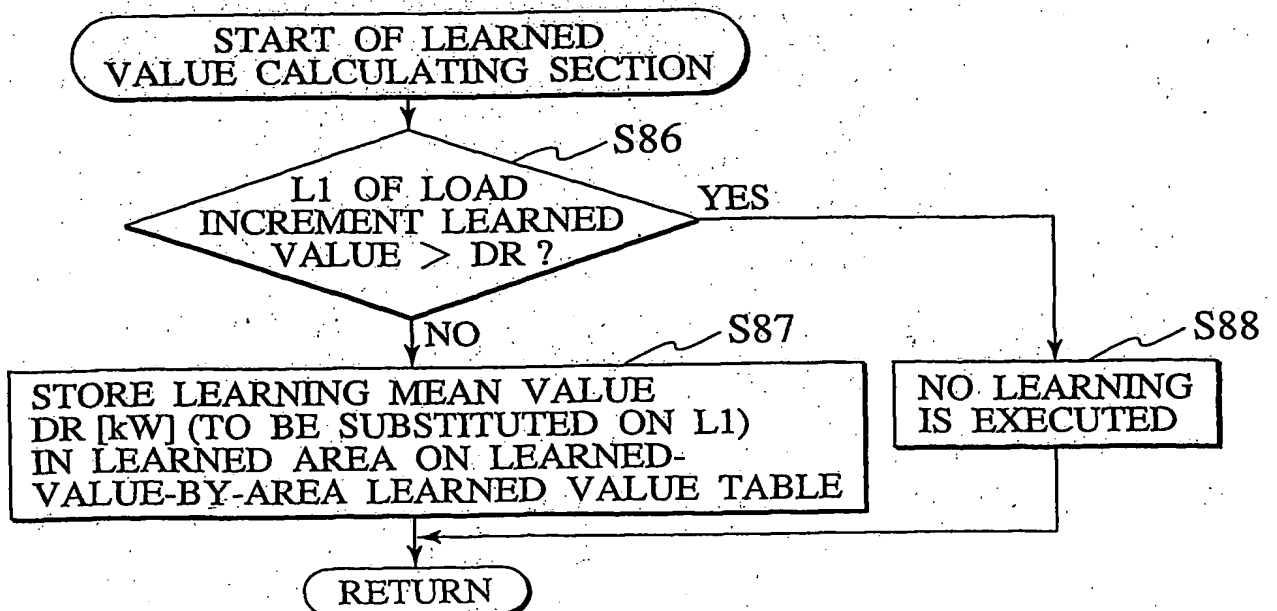 START OF LEARNED
VALUE CALCULATING SECTION
S86
L1 OF LOAD
INCREMENT LEARNED
VALUE > DR ?
YES
NO
S87
STORE LEARNING MEAN VALUE
DR [kW] (TO BE SUBSTITUTED ON L1)
IN LEARNED AREA ON LEARNED-
VALUE-BY-AREA LEARNED VALUE TABLE
S88
NO LEARNING
IS EXECUTED
RETURN